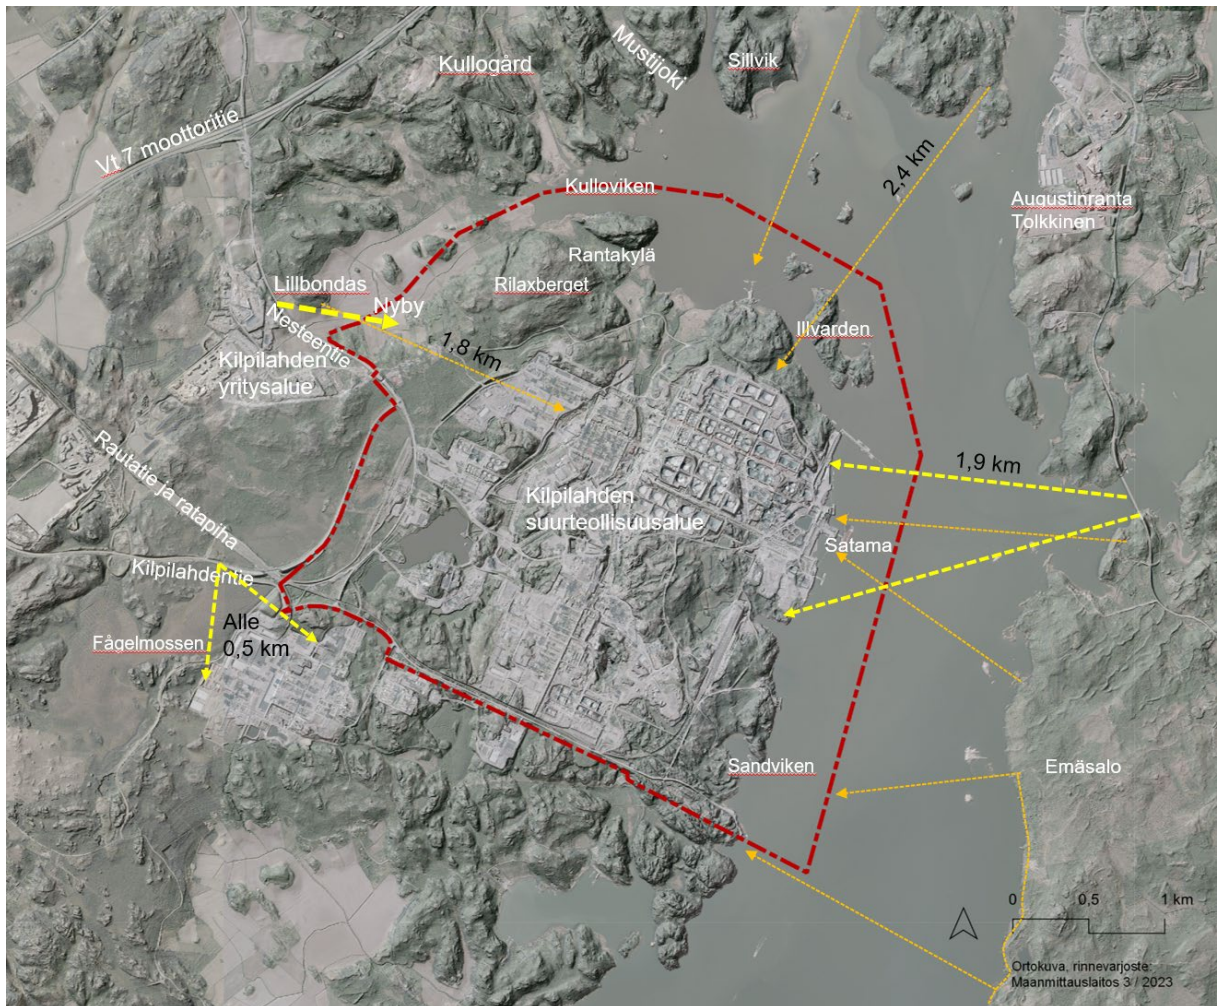 Mustijoki
Kullogård
Sillvik
Vt 7 moottoritie
2,4 km
Kulloviken
Augustinranta
Tolkkinen
Rantakylä
Lillbondas
Rilaxberget
Nyby
Nesteentie
Illvarden
Kilpilahden
yritysalue
1,8 km
Rautatie ja ratapiha
1,9 km
Kilpilahden
suurteollisuusalue
Satama
Kilpilahdentie
Alle
0,5 km
Fågelmossen
Sandviken
Emäsalo
0 0,5 1 km
Ortokuva, rinnevarjoste:
Maanmittauslaitos 3 / 2023